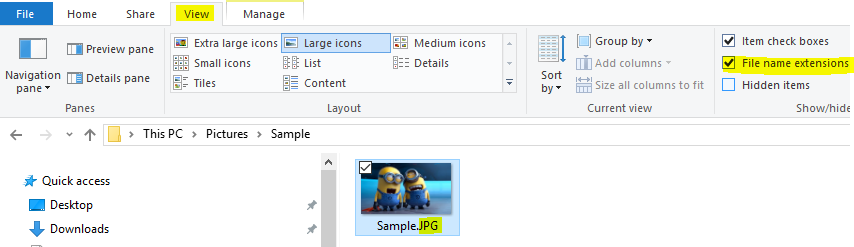 File Home Share View Manage
Preview pane
Details pane
Navigation
pane
Panes
Extra large icons Large icons Medium icons
Small icons List Details
Tiles Content
Layout
Sort
by
Group by
Add columns
Size all columns to fit
Current view
Item check boxes
File name extensions
Hidden items
Show/hide
This PC Pictures Sample
Quick access
Desktop
Downloads
Sample.JPG